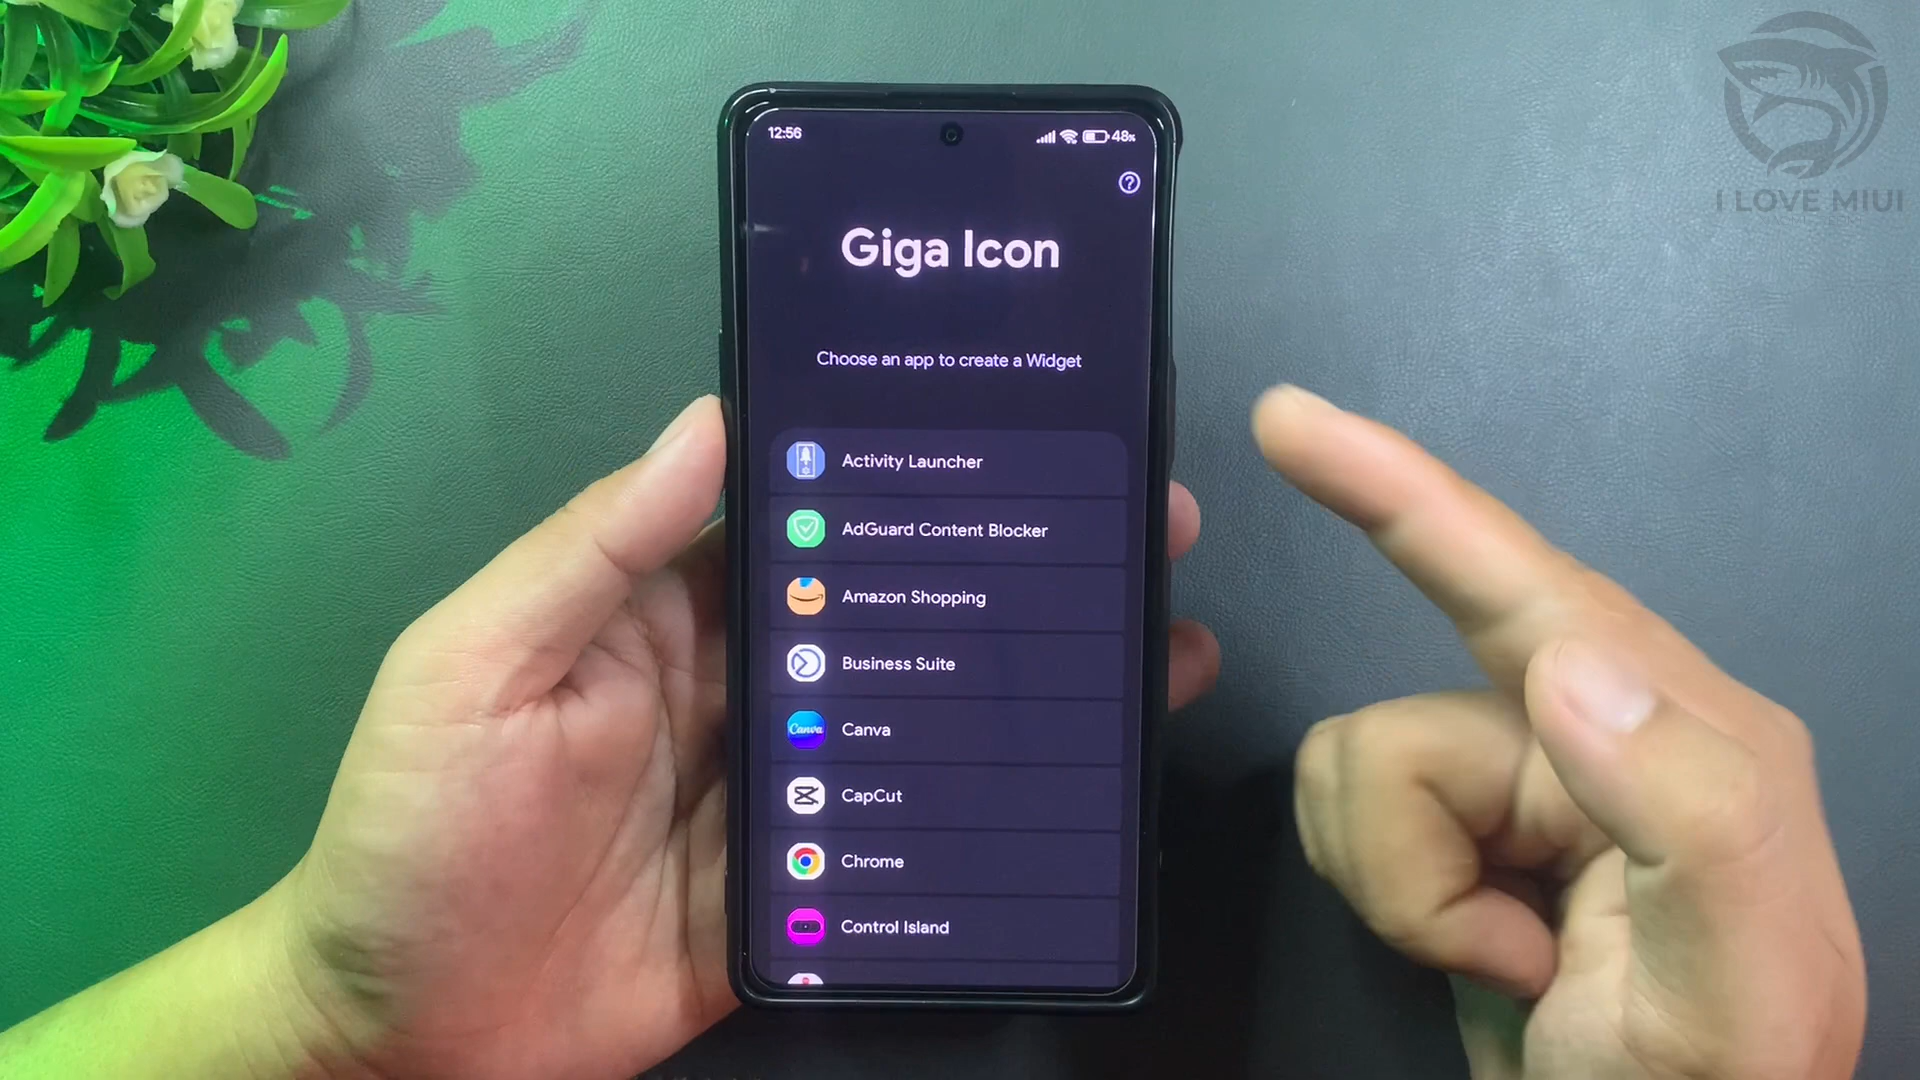 12:56
48%
I LOVE MIUI
Giga Icon
Choose an app to create a Widget
Activity Launcher
AdGuard Content Blocker
Amazon Shopping
Business Suite
Canva
Canva
CapCut
Chrome
Control Island